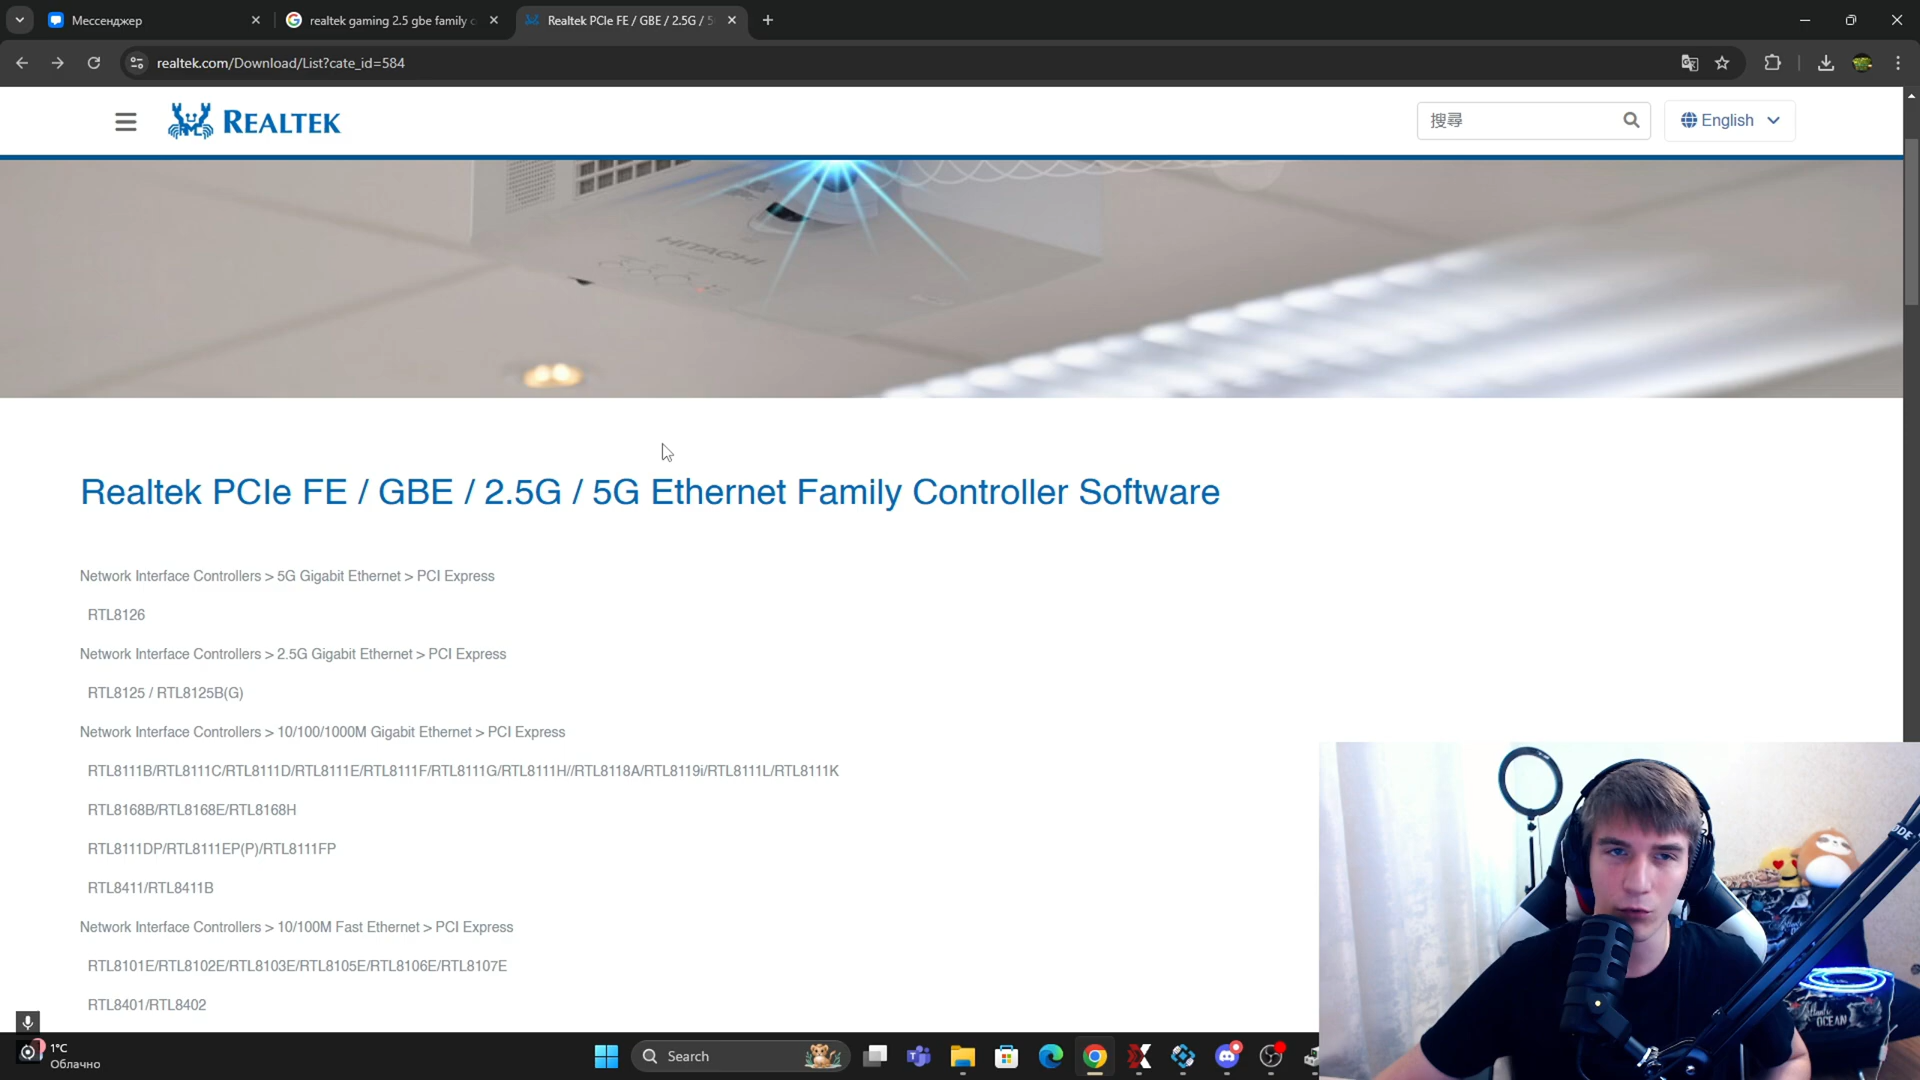 Мессенджер
realtek gaming 2.5 gbe family c
Realtek PCIe FE / GBE / 2.5G / 5
realtek.com/Download/List?cate_id=584
REALTEK
搜尋
English
HITACHI
Realtek PCIe FE / GBE / 2.5G / 5G Ethernet Family Controller Software
Network Interface Controllers > 5G Gigabit Ethernet > PCI Express
RTL8126
Network Interface Controllers > 2.5G Gigabit Ethernet > PCI Express
RTL8125 / RTL8125B(G)
Network Interface Controllers > 10/100/1000M Gigabit Ethernet > PCI Express
RTL8111B/RTL8111C/RTL8111D/RTL8111E/RTL8111F/RTL8111G/RTL8111H//RTL8118A/RTL8119i/RTL8111L/RTL8111K
RTL8168B/RTL8168E/RTL8168H
RTL8111DP/RTL8111EP(P)/RTL8111FP
RTL8411/RTL8411B
Network Interface Controllers > 10/100M Fast Ethernet > PCI Express
RTL8101E/RTL8102E/RTL8103E/RTL8105E/RTL8106E/RTL8107E
RTL8401/RTL8402
1°C
Облачно
Search
OCEAN